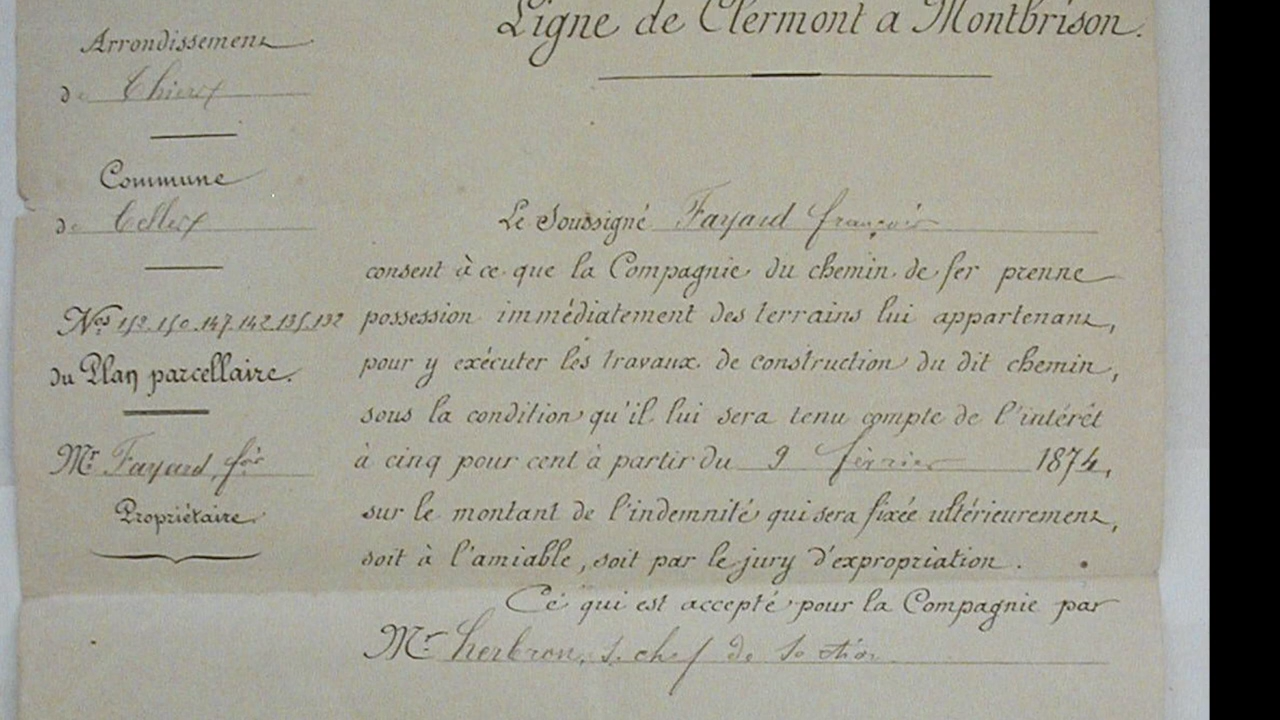 Ligne de Clermont a Montbrison.
Arrondissement
de Thiers
Commune
de Celles
Nos 152. 150. 147. 142. 135. 132
du Plan parcellaire.
Mr. Fayard, fois
Propriétaire
Le Soussigné Fayard françois
consent à ce que la Compagnie du chemin de fer prenne
possession immédiatement des terrains lui appartenant,
pour y exécuter les travaux de construction du dit chemin,
sous la condition qu'il lui sera tenu compte de l'intérêt
à cinq pour cent à partir du 9 février 1874,
sur le montant de l'indemnité qui sera fixée ultérieurement,
soit à l'amiable, soit par le jury d'expropriation.
Ce qui est accepté pour la Compagnie par
Mr. herbron, s. chef de Section